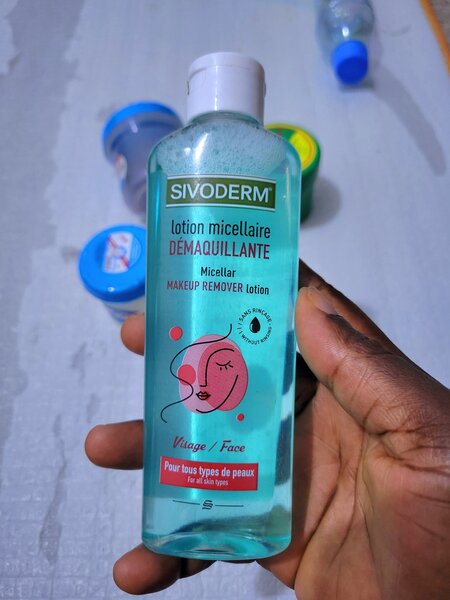 SIVODERM®
lotion micellaire
DÉMAQUILLANTE
Micellar
MAKEUP REMOVER lotion
SANS RINÇAGE
WITHOUT RINSING
Visage / Face
Pour tous types de peaux
For all skin types